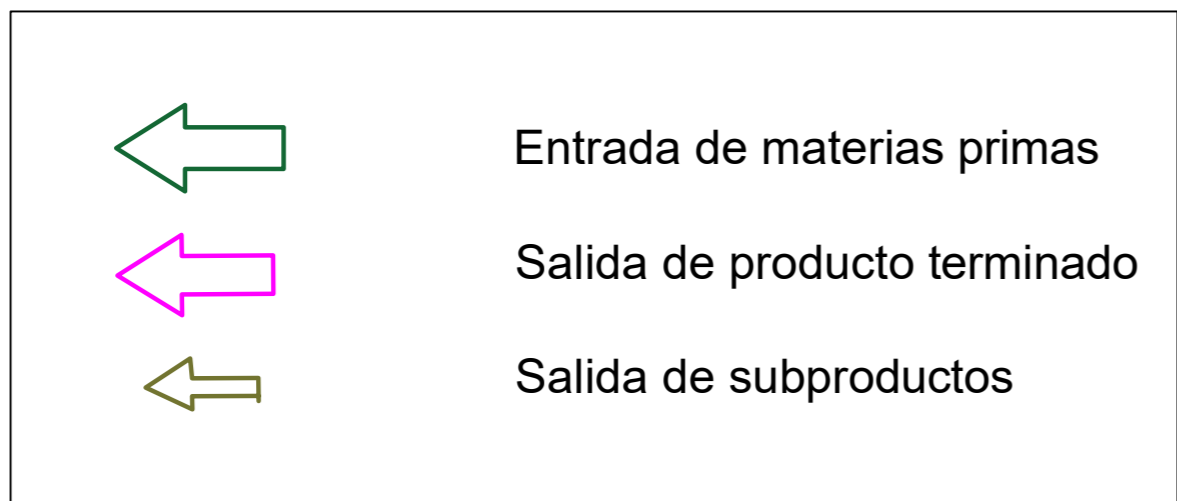 Entrada de materias primas
Salida de producto terminado
Salida de subproductos